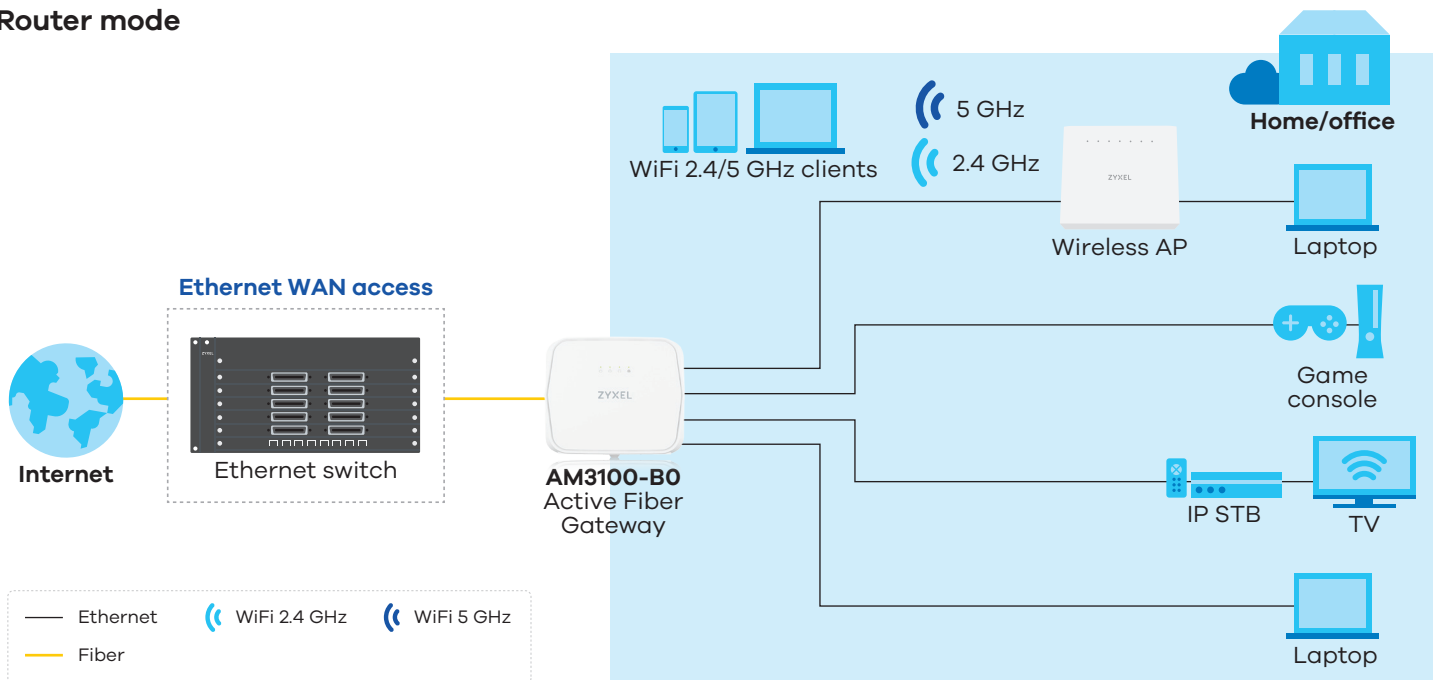 Router mode
Home/office
5 GHz
2.4 GHz
WiFi 2.4/5 GHz clients
ZYXEL
Wireless AP
Laptop
Ethernet WAN access
ZYXEL
Ethernet switch
Internet
ZYXEL
AM3100-B0
Active Fiber
Gateway
Game
console
IP STB
TV
Laptop
Ethernet
WiFi 2.4 GHz
WiFi 5 GHz
Fiber